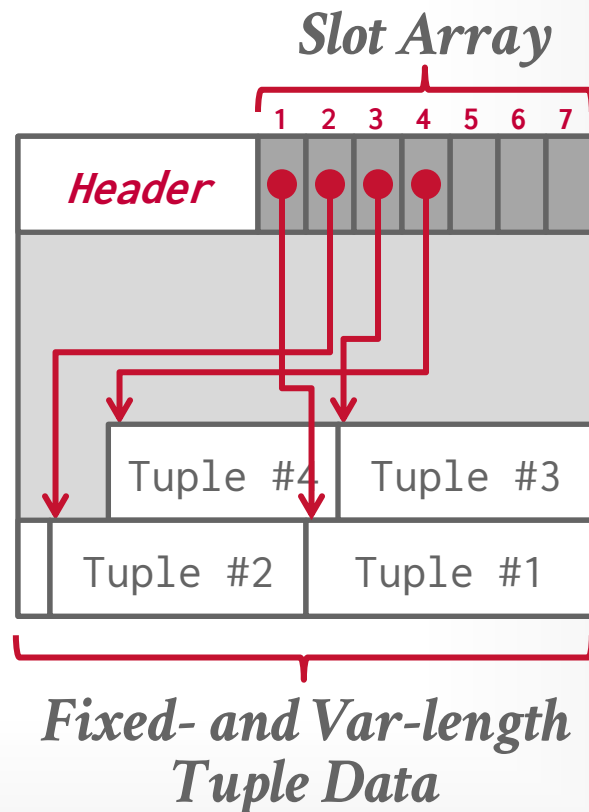 Slot Array
1 2 3 4 5 6 7
Header
Tuple #4 Tuple #3
Tuple #2 Tuple #1
Fixed- and Var-length
Tuple Data